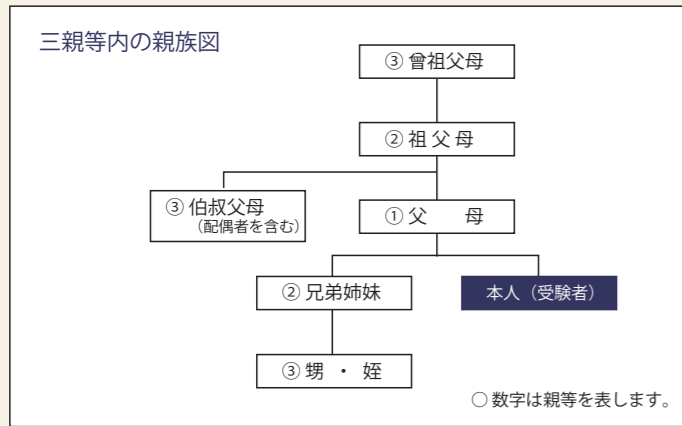 三親等内の親族図
③ 曾祖父母
② 祖 父 母
③ 伯叔父母
（配偶者を含む）
① 父　　母
② 兄弟姉妹
本人（受験者）
③ 甥 ・ 姪
○ 数字は親等を表します。